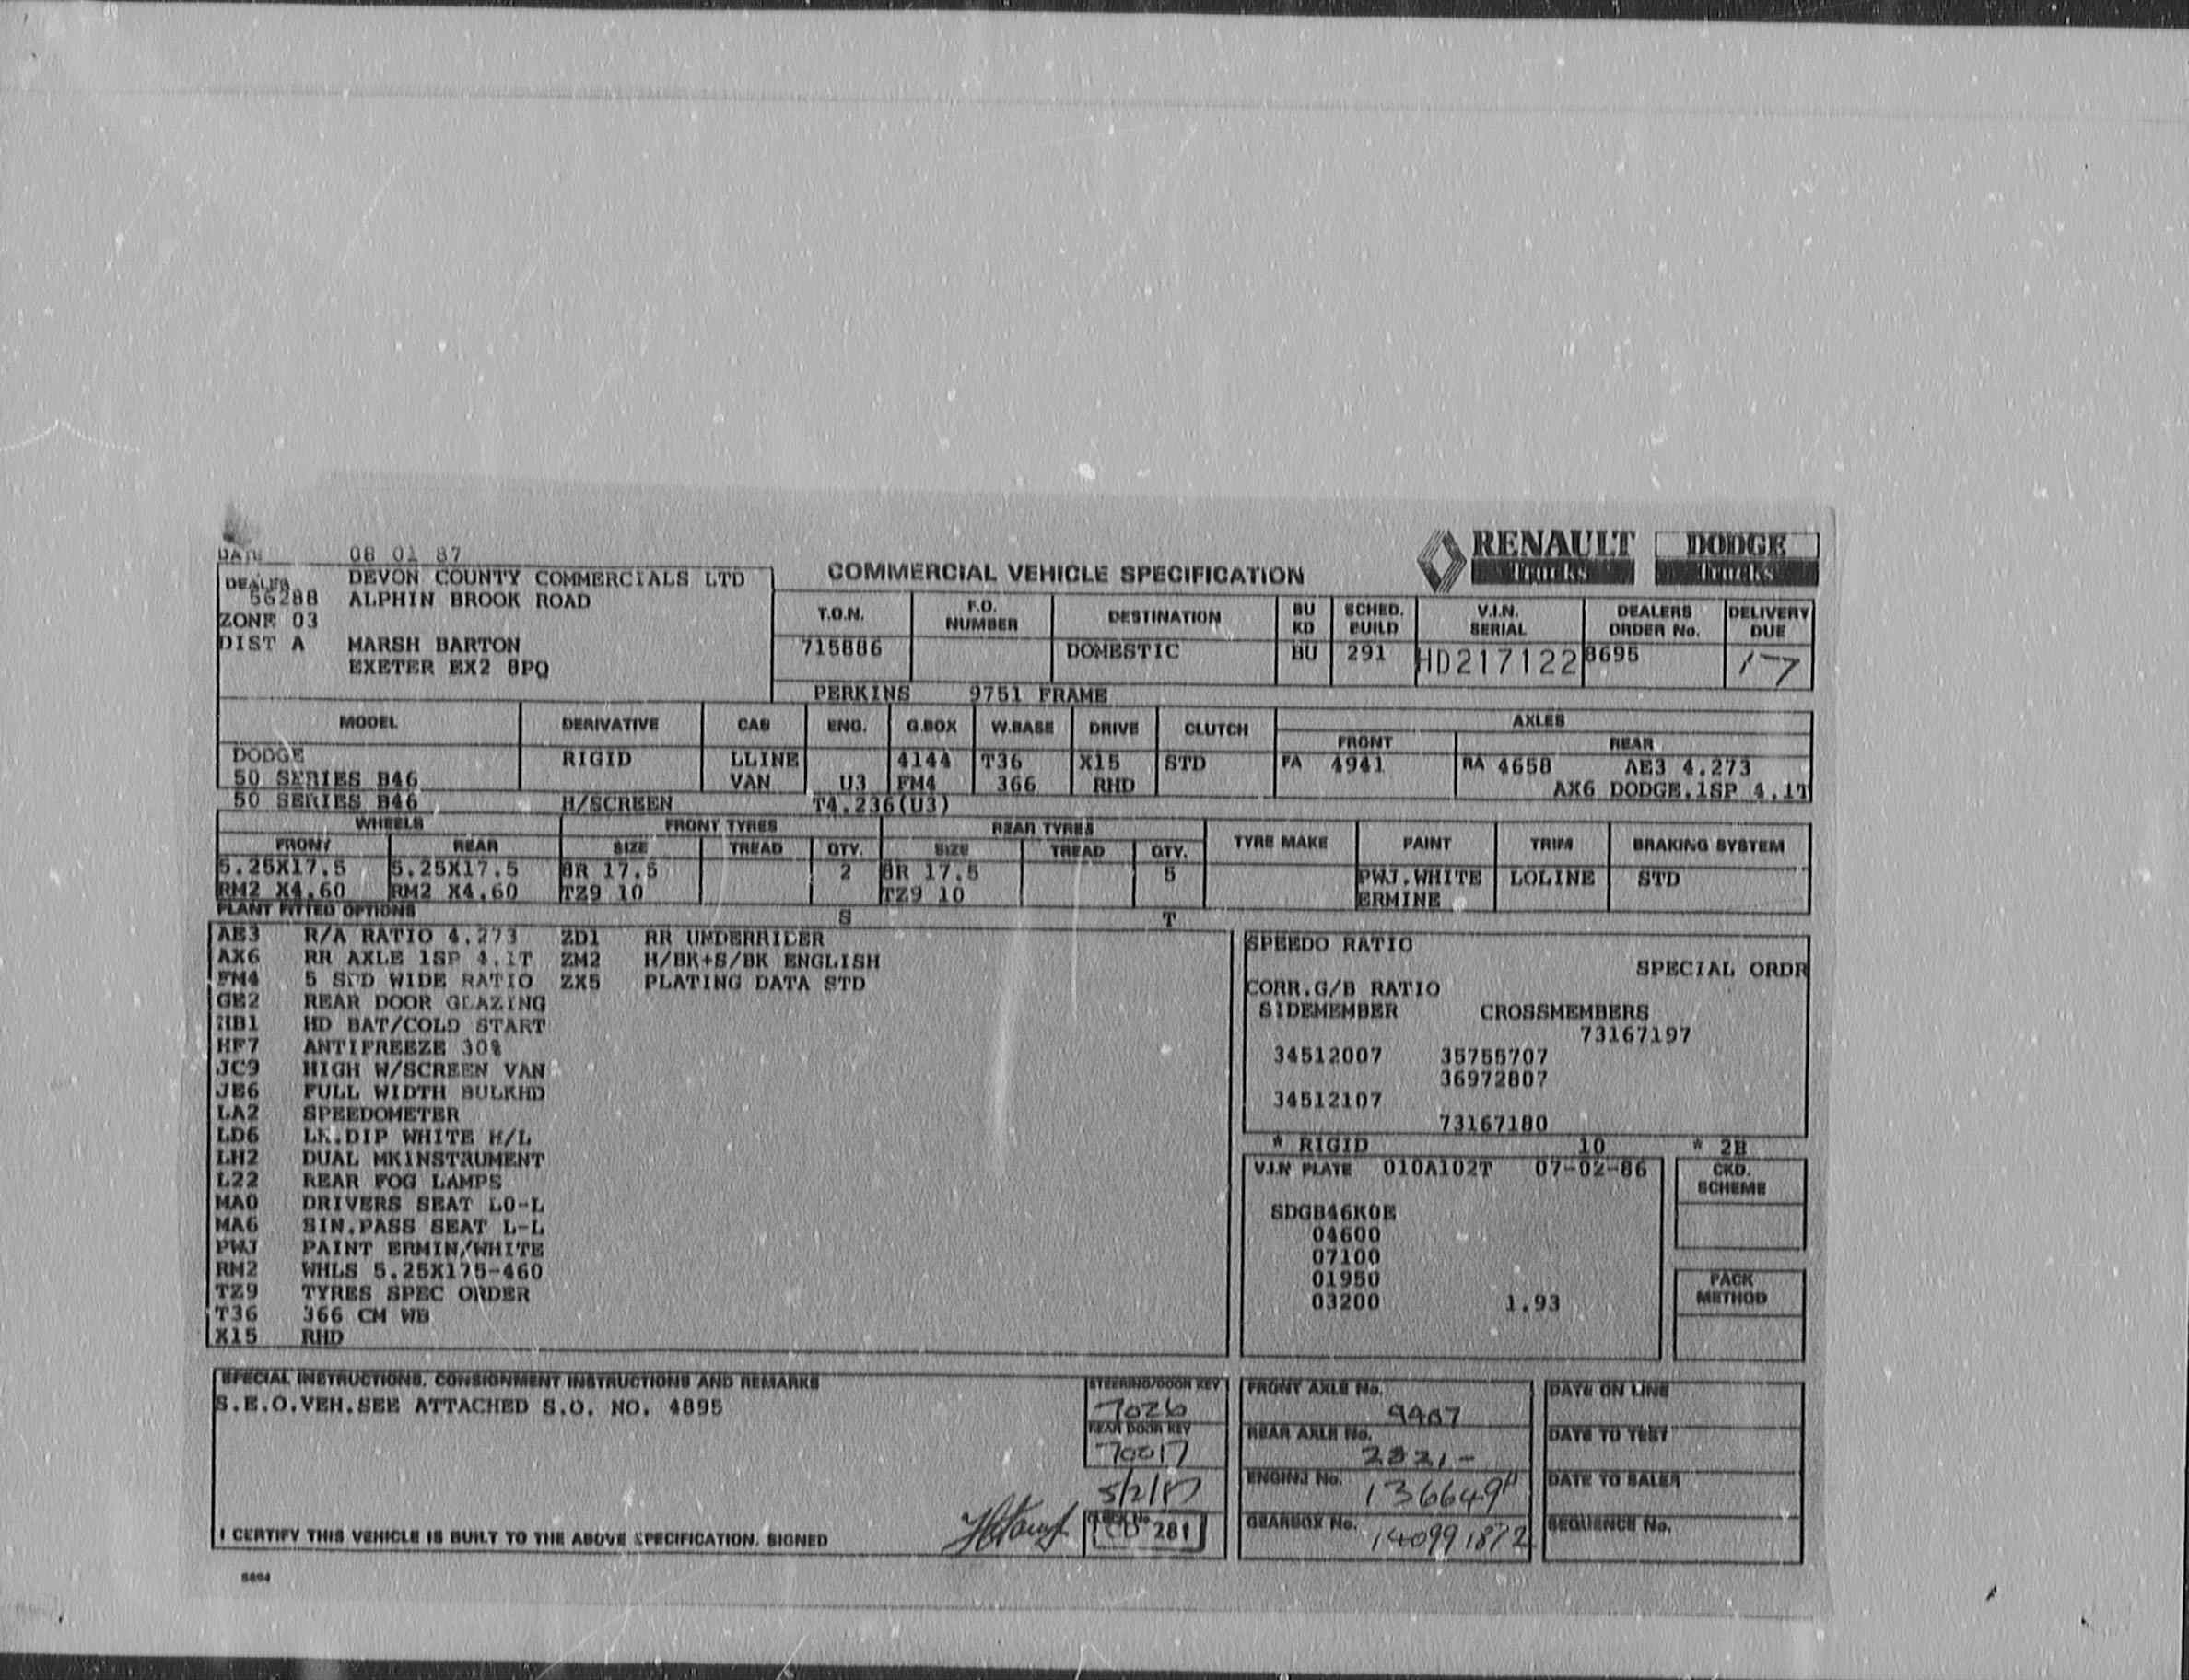 DATE 08 01 87
DEALER DEVON COUNTY COMMERCIALS LTD
56288 ALPHIN BROOK ROAD
ZONE 03
DIST A MARSH BARTON
EXETER EX2 8PQ
COMMERCIAL VEHICLE SPECIFICATION
RENAULT Trucks DODGE Trucks
T.O.N. F.O. NUMBER DESTINATION BU KD SCHED. BUILD V.I.N. SERIAL DEALERS ORDER No. DELIVERY DUE
715886 DOMESTIC BU 291 HD217122 8695 17
PERKINS 9751 FRAME
MODEL DERIVATIVE CAB ENG. G.BOX W.BASE DRIVE CLUTCH AXLES
FRONT REAR
DODGE RIGID LLINE 4144 T36 X15 STD FA 4941 RA 4658 AE3 4.273
50 SERIES B46 VAN U3 FM4 366 RHD AX6 DODGE.1SP 4.1T
50 SERIES B46 H/SCREEN T4.236(U3)
WHEELS FRONT TYRES REAR TYRES TYRE MAKE PAINT TRIM BRAKING SYSTEM
FRONT REAR SIZE TREAD QTY. SIZE TREAD QTY.
5.25X17.5 5.25X17.5 8R 17.5 2 8R 17.5 5 PWJ.WHITE LOLINE STD
RM2 X4.60 RM2 X4.60 TZ9 10 TZ9 10 ERMINE
PLANT FITTED OPTIONS S T
AE3 R/A RATIO 4.273 ZD1 RR UNDERRIDER
AX6 RR AXLE 1SP 4.1T ZM2 H/BK+S/BK ENGLISH
FM4 5 SPD WIDE RATIO ZX5 PLATING DATA STD
GE2 REAR DOOR GLAZING
HB1 HD BAT/COLD START
HF7 ANTIFREEZE 30%
JC9 HIGH W/SCREEN VAN
JE6 FULL WIDTH BULKHD
LA2 SPEEDOMETER
LD6 LH.DIP WHITE H/L
LH2 DUAL MKINSTRUMENT
L22 REAR FOG LAMPS
MA0 DRIVERS SEAT LO-L
MA6 SIN.PASS SEAT L-L
PWJ PAINT ERMIN/WHITE
RM2 WHLS 5.25X175-460
TZ9 TYRES SPEC ORDER
T36 366 CM WB
X15 RHD
SPEEDO RATIO
SPECIAL ORDR
CORR.G/B RATIO
SIDEMEMBER CROSSMEMBERS
73167197
34512007 35755707
36972807
34512107
73167180
* RIGID 10 * 2B
V.I.N PLATE 010A102T 07-02-86
SDGB46K0E
04600
07100
01950
03200 1.93
CKD. SCHEME
PACK METHOD
SPECIAL INSTRUCTIONS, CONSIGNMENT INSTRUCTIONS AND REMARKS
S.E.O.VEH.SEE ATTACHED S.O. NO. 4895
I CERTIFY THIS VEHICLE IS BUILT TO THE ABOVE SPECIFICATION. SIGNED
STEERING/DOOR KEY
7026
REAR DOOR KEY
70017
5/2/87
281
FRONT AXLE No.
9407
REAR AXLE No.
2821-
ENGINE No.
136649
GEARBOX No.
140991872
DATE ON LINE
DATE TO TEST
DATE TO SALES
SEQUENCE No.
5894